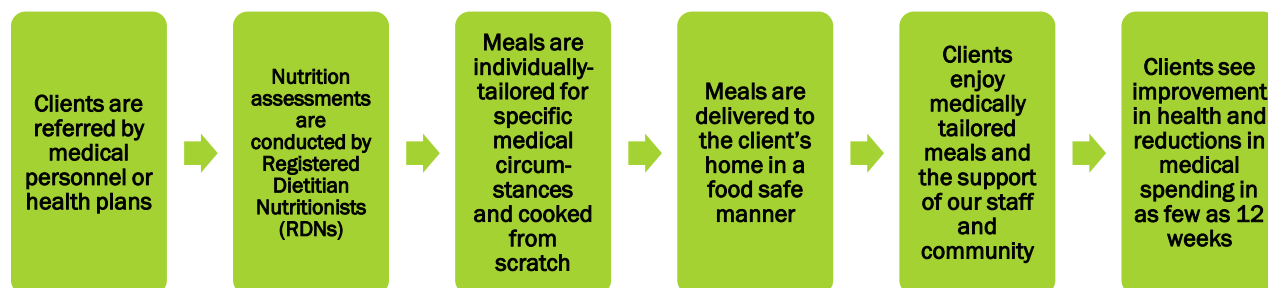 Clients are
referred by
medical
personnel or
health plans
Nutrition
assessments
are
conducted by
Registered
Dietitian
Nutritionists
(RDNs)
Meals are
individually-
tailored for
specific
medical
circum-
stances
and cooked
from
scratch
Meals are
delivered to
the client's
home in a
food safe
manner
Clients
enjoy
medically
tailored
meals and
the support
of our staff
and
community
Clients see
improvement
in health and
reductions in
medical
spending in
as few as 12
weeks